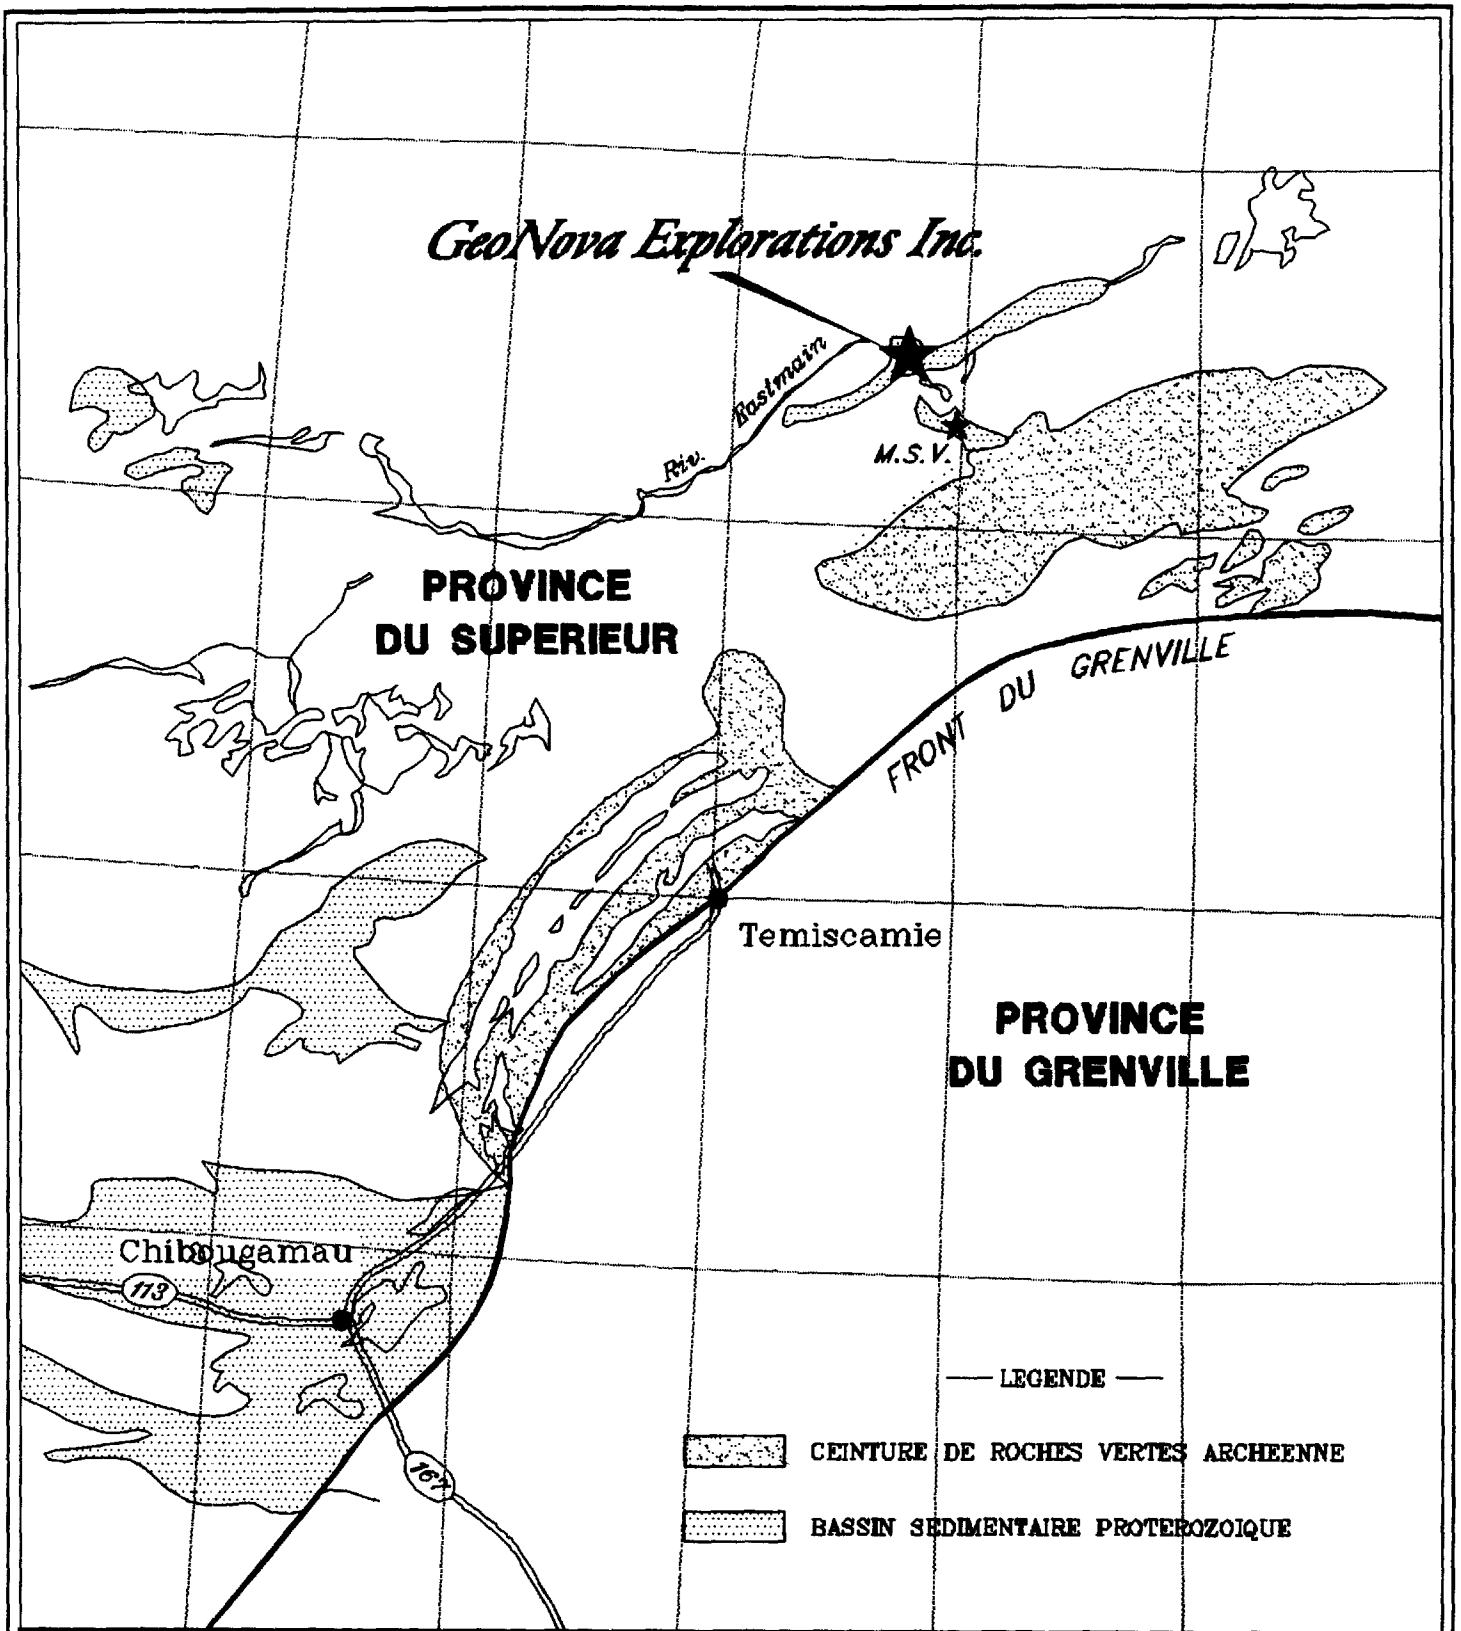 GeoNova Explorations Inc.
Riv. Eastmain
M.S.V.
PROVINCE
DU SUPERIEUR
FRONT DU GRENVILLE
Temiscamie
PROVINCE
DU GRENVILLE
Chibougamau
113
167
LEGENDE
CEINTURE DE ROCHES VERTES ARCHEENNE
BASSIN SEDIMENTAIRE PROTEROZOIQUE